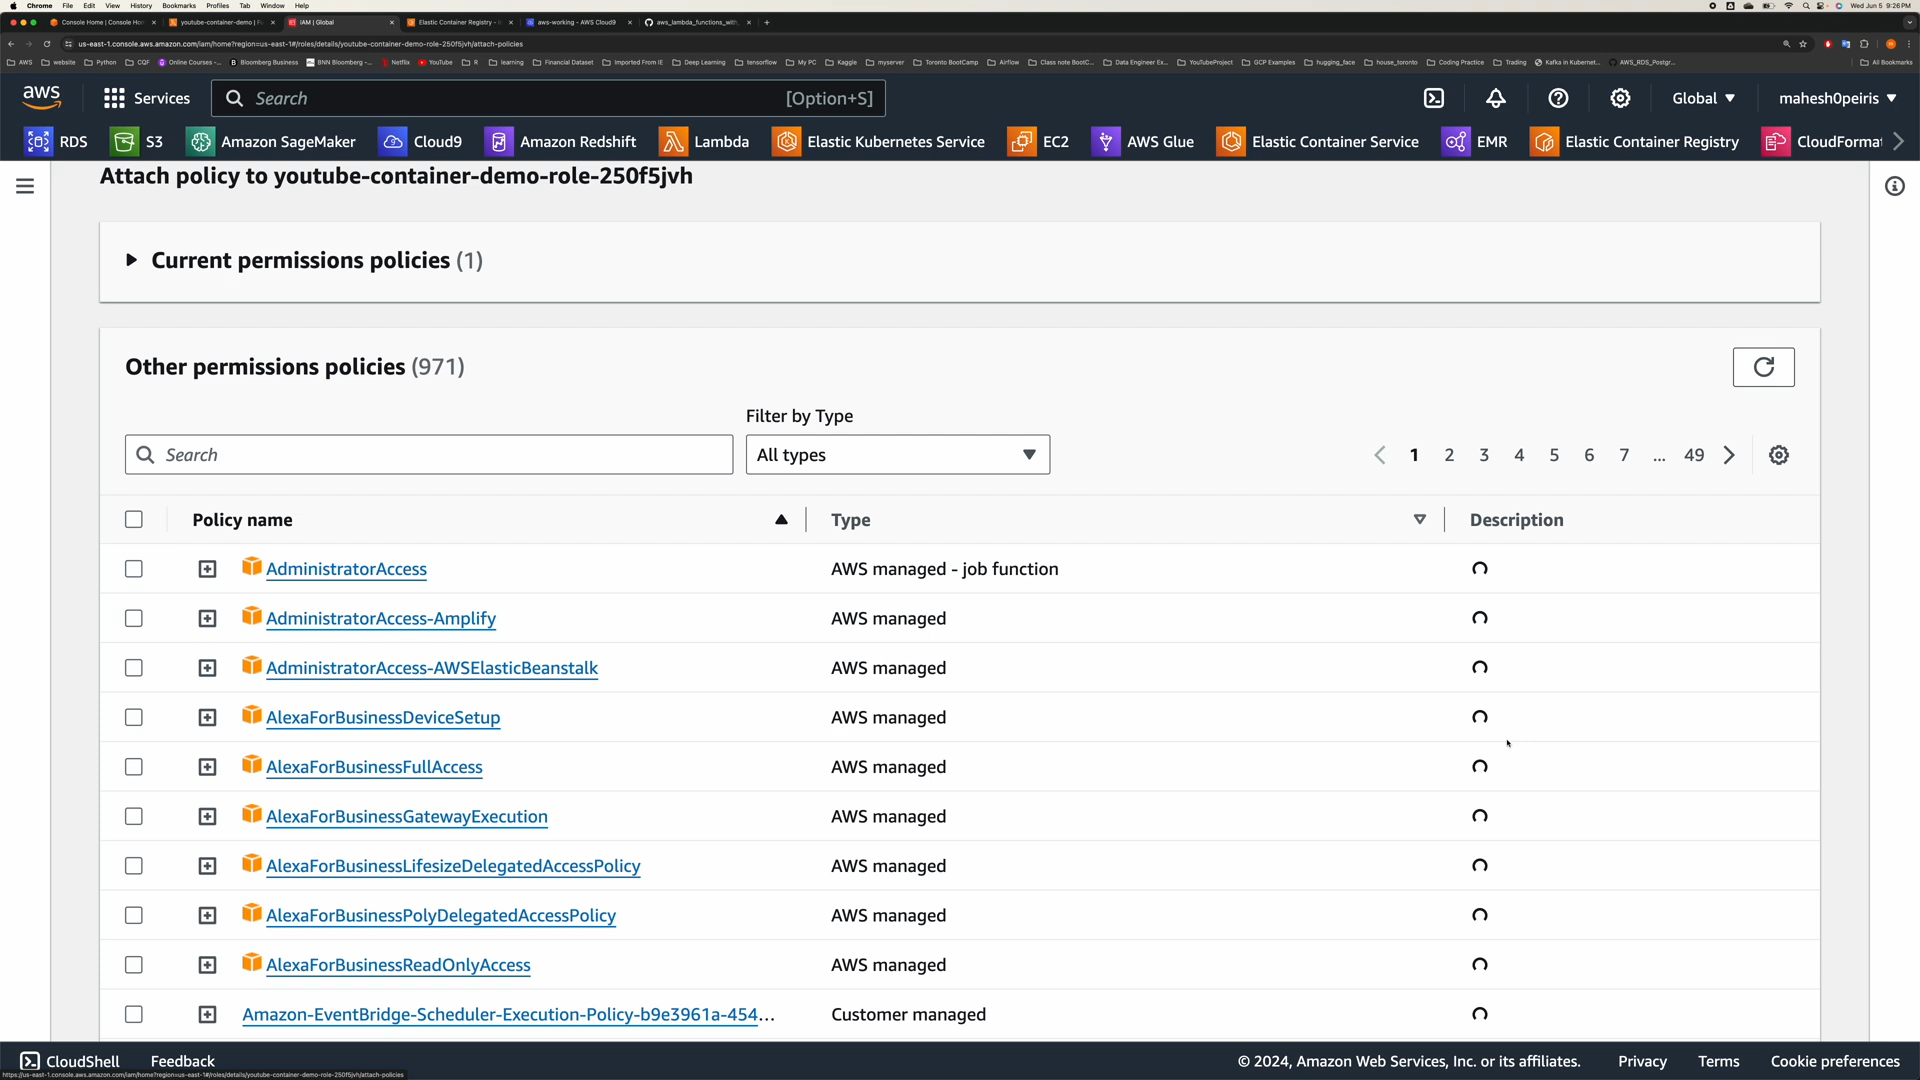 Chrome File Edit View History Bookmarks Profiles Tab Window Help Wed Jun 5 9:26 PM
Console Home | Console Ho youtube-container-demo | Fu IAM | Global Elastic Container Registry - aws-working - AWS Cloud9 aws_lambda_functions_with_
us-east-1.console.aws.amazon.com/iam/home?region=us-east-1#/roles/details/youtube-container-demo-role-250f5jvh/attach-policies
AWS website Python CQF Online Courses -... Bloomberg Business BNN Bloomberg -... Netflix YouTube R learning Financial Dataset Imported From IE Deep Learning tensorflow My PC Kaggle myserver Toronto BootCamp Airflow Class note BootC... Data Engineer Ex... YouTubeProject GCP Examples hugging_face house_toronto Coding Practice Trading Kafka in Kubernet... AWS_RDS_Postgr... All Bookmarks
aws Services Search [Option+S] Global mahesh0peiris
RDS S3 Amazon SageMaker Cloud9 Amazon Redshift Lambda Elastic Kubernetes Service EC2 AWS Glue Elastic Container Service EMR Elastic Container Registry CloudFormat
Attach policy to youtube-container-demo-role-250f5jvh
Current permissions policies (1)
Other permissions policies (971)
Filter by Type
Search All types 1 2 3 4 5 6 7 ... 49
Policy name Type Description
AdministratorAccess AWS managed - job function
AdministratorAccess-Amplify AWS managed
AdministratorAccess-AWSElasticBeanstalk AWS managed
AlexaForBusinessDeviceSetup AWS managed
AlexaForBusinessFullAccess AWS managed
AlexaForBusinessGatewayExecution AWS managed
AlexaForBusinessLifesizeDelegatedAccessPolicy AWS managed
AlexaForBusinessPolyDelegatedAccessPolicy AWS managed
AlexaForBusinessReadOnlyAccess AWS managed
Amazon-EventBridge-Scheduler-Execution-Policy-b9e3961a-454... Customer managed
CloudShell Feedback © 2024, Amazon Web Services, Inc. or its affiliates. Privacy Terms Cookie preferences
https://us-east-1.console.aws.amazon.com/iam/home?region=us-east-1#/roles/details/youtube-container-demo-role-250f5jvh/attach-policies